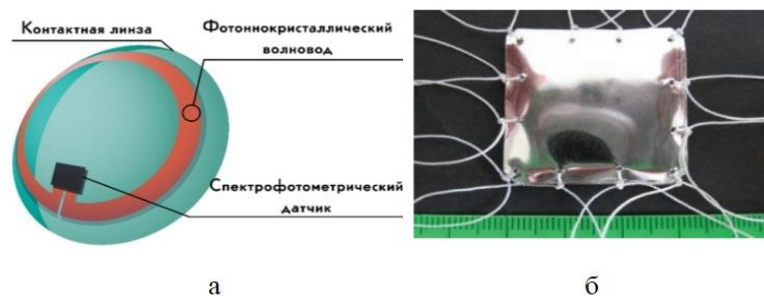 Контактная линза
Фотоннокристаллический
волновод
Спектрофотометрический
датчик
а
б